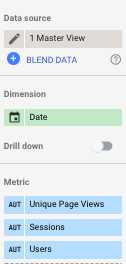 Data source
1 Master View
BLEND DATA
Dimension
Date
Drill down
Metric
AUT Unique Page Views
AUT Sessions
AUT Users